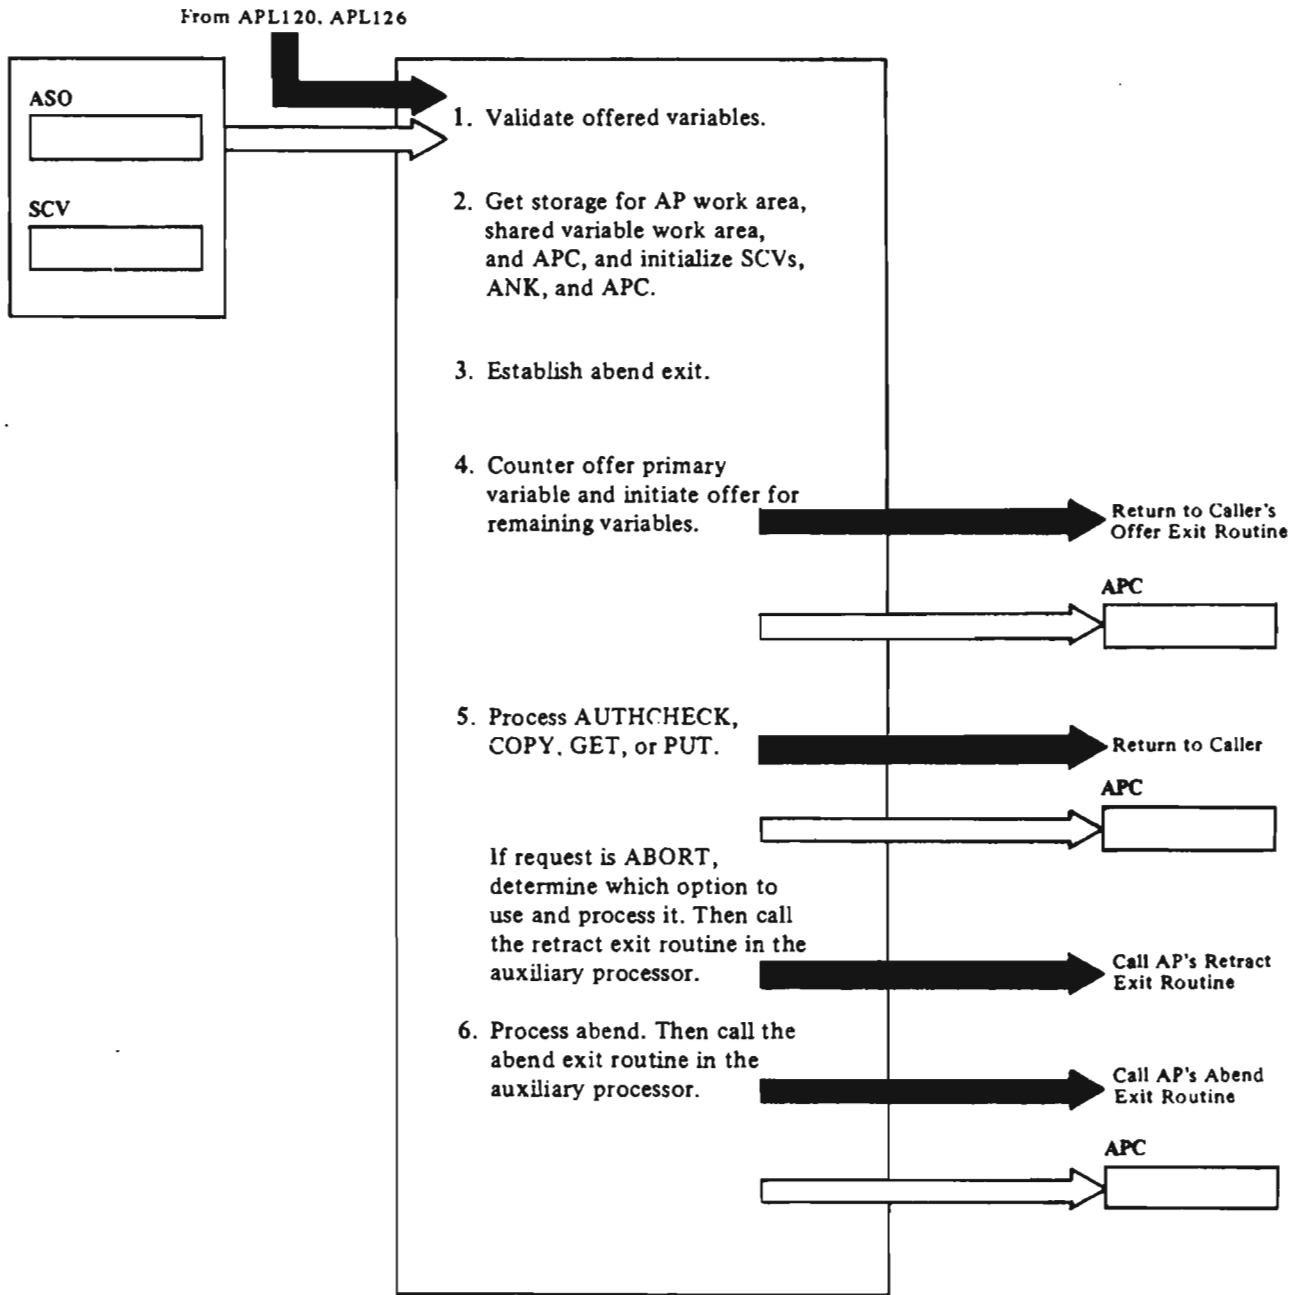 From APL120, APL126
ASO
SCV
1. Validate offered variables.
2. Get storage for AP work area,
shared variable work area,
and APC, and initialize SCVs,
ANK, and APC.
3. Establish abend exit.
4. Counter offer primary
variable and initiate offer for
remaining variables.
Return to Caller's
Offer Exit Routine
APC
5. Process AUTHCHECK,
COPY, GET, or PUT.
Return to Caller
APC
If request is ABORT,
determine which option to
use and process it. Then call
the retract exit routine in the
auxiliary processor.
Call AP's Retract
Exit Routine
6. Process abend. Then call the
abend exit routine in the
auxiliary processor.
Call AP's Abend
Exit Routine
APC